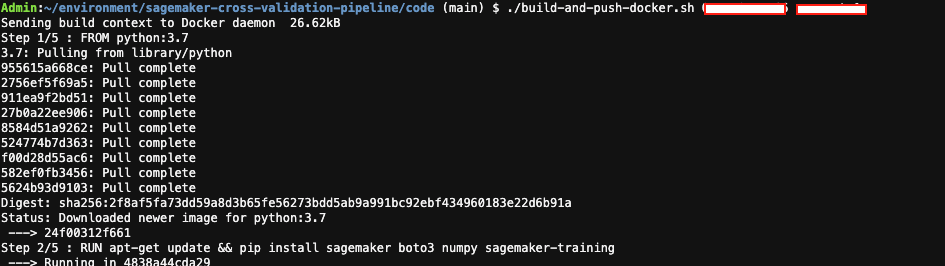 Admin:~/environment/sagemaker-cross-validation-pipeline/code (main) $ ./build-and-push-docker.sh
Sending build context to Docker daemon  26.62kB
Step 1/5 : FROM python:3.7
3.7: Pulling from library/python
955615a668ce: Pull complete
2756ef5f69a5: Pull complete
911ea9f2bd51: Pull complete
27b0a22ee906: Pull complete
8584d51a9262: Pull complete
524774b7d363: Pull complete
f00d28d55ac6: Pull complete
582ef0fb3456: Pull complete
5624b93d9103: Pull complete
Digest: sha256:2f8af5fa73dd59a8d3b65fe56273bdd5ab9a991bc92ebf434960183e22d6b91a
Status: Downloaded newer image for python:3.7
 ---> 24f00312f661
Step 2/5 : RUN apt-get update && pip install sagemaker boto3 numpy sagemaker-training
 ---> Running in 4838a44cda29